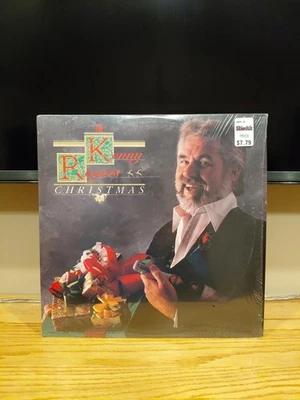 Kenny
Rogers
CHRISTMAS
PRICE
$7.79